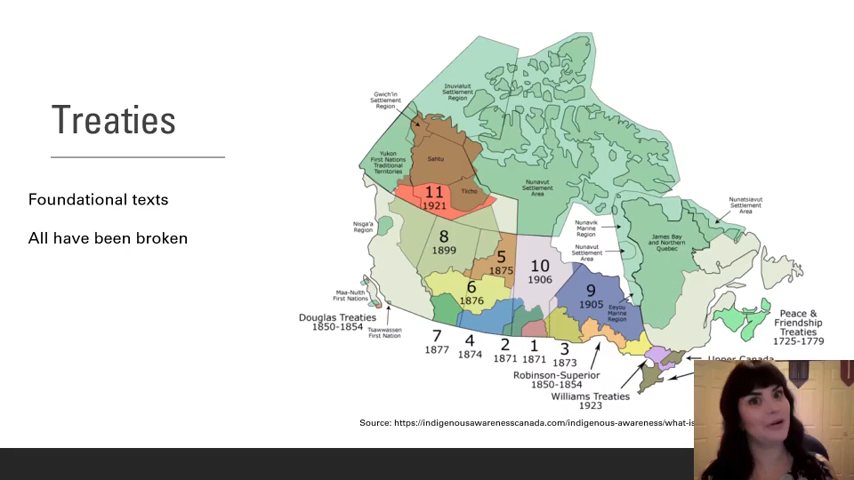 Treaties
Foundational texts
All have been broken
Gwich'in
Settlement
Region
Inuvialuit
Settlement
Region
Yukon
First Nations
Traditional
Territories
Sahtu
Tlicho
11
1921
Nunavut
Settlement
Area
Nunatsiavut
Settlement
Area
Nisga'a
Region
8
1899
5
1875
10
1906
Nunavik
Marine
Region
Nunavut
Settlement
Area
James Bay
and Northern
Quebec
6
1876
9
1905
Eeyou
Marine
Region
Maa-Nulth
First Nations
Douglas Treaties
1850-1854
Tsawwassen
First Nation
Peace &
Friendship
Treaties
1725-1779
7
1877
4
1874
2
1871
1
1871
3
1873
Robinson-Superior
1850-1854
Williams Treaties
1923
Upper Canada
Source: https://indigenousawarenesscanada.com/indigenous-awareness/what-is